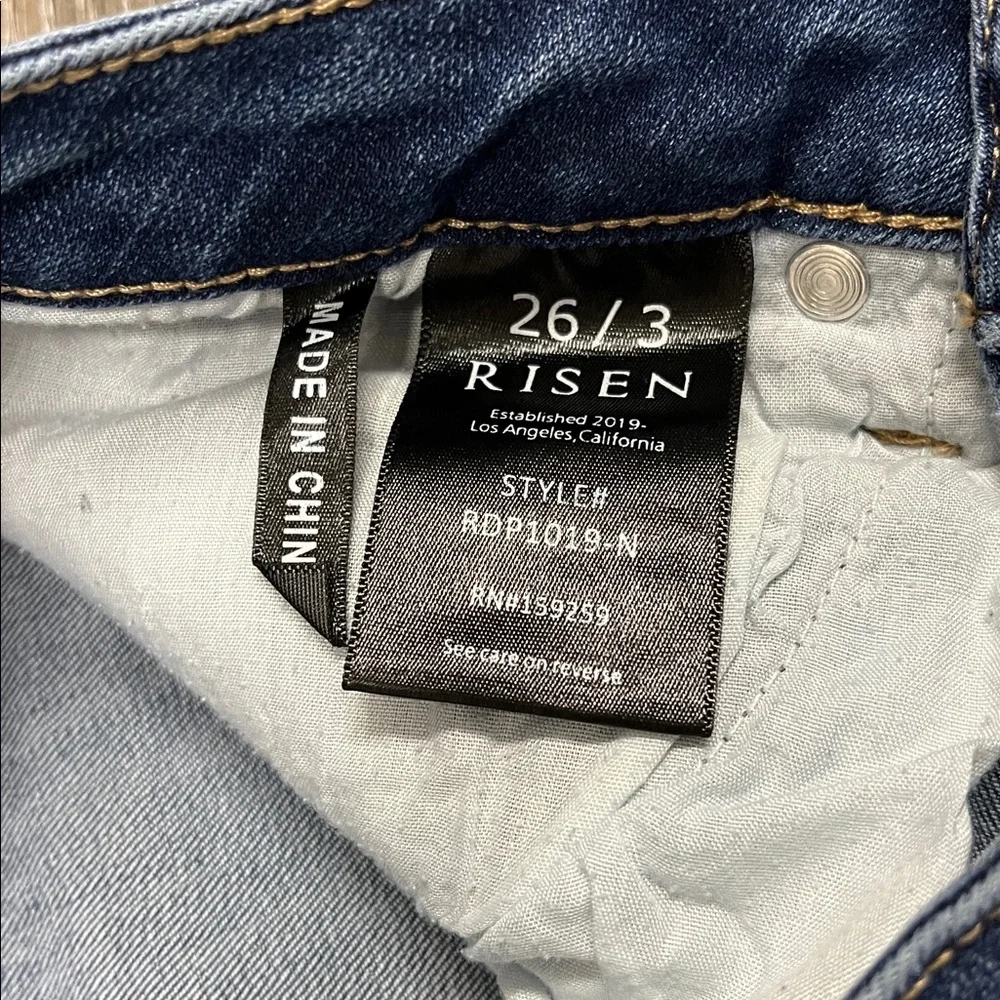 MADE IN CHIN
26 / 3
RISEN
Established 2019-
Los Angeles, California
STYLE#
RDP1019-N
RN#159259
See care on reverse